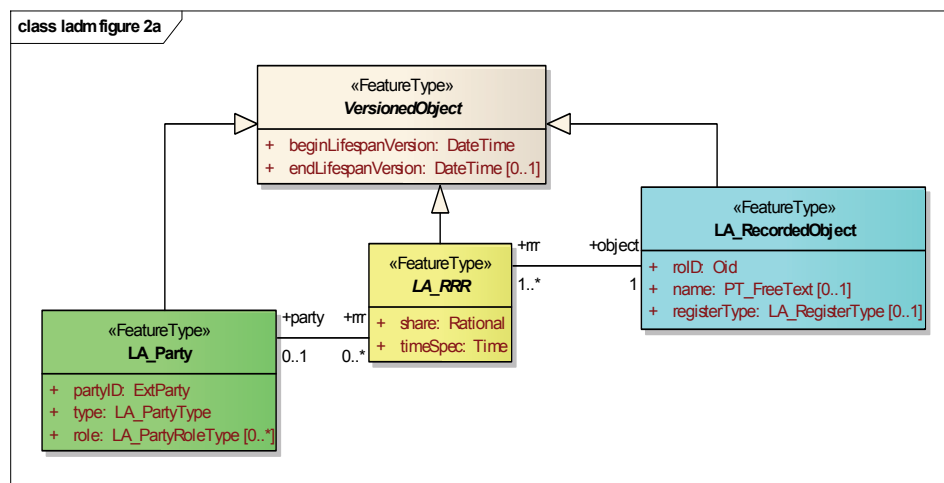 class ladm figure 2a
«FeatureType»
VersionedObject
+ beginLifespanVersion: DateTime
+ endLifespanVersion: DateTime [0..1]
«FeatureType»
LA_RecordedObject
+ roID: Oid
+ name: PT_FreeText [0..1]
+ registerType: LA_RegisterType [0..1]
+rrr +object
1..* 1
«FeatureType»
LA_RRR
+ share: Rational
+ timeSpec: Time
+party +rrr
0..1 0..*
«FeatureType»
LA_Party
+ partyID: ExtParty
+ type: LA_PartyType
+ role: LA_PartyRoleType [0..*]